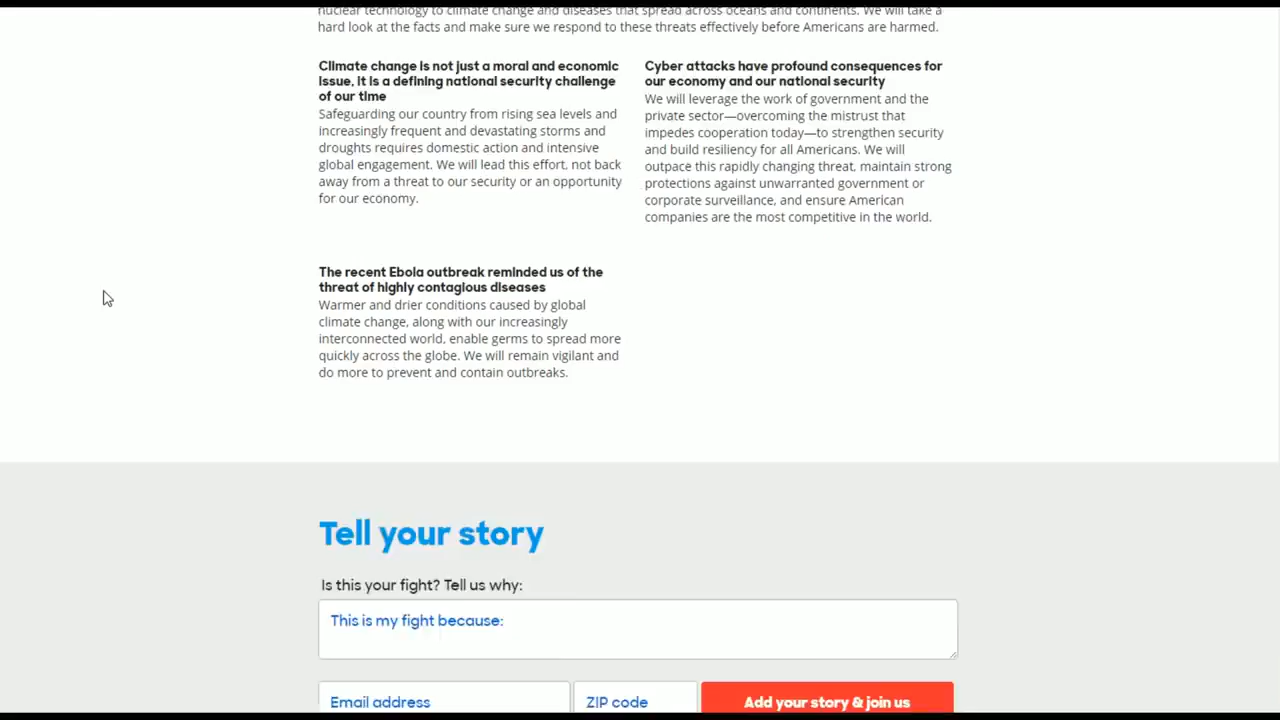 nuclear technology to climate change and diseases that spread across oceans and continents. We will take a
hard look at the facts and make sure we respond to these threats effectively before Americans are harmed.
Climate change is not just a moral and economic
issue, it is a defining national security challenge
of our time
Safeguarding our country from rising sea levels and
increasingly frequent and devastating storms and
droughts requires domestic action and intensive
global engagement. We will lead this effort, not back
away from a threat to our security or an opportunity
for our economy.
Cyber attacks have profound consequences for
our economy and our national security
We will leverage the work of government and the
private sector—overcoming the mistrust that
impedes cooperation today—to strengthen security
and build resiliency for all Americans. We will
outpace this rapidly changing threat, maintain strong
protections against unwarranted government or
corporate surveillance, and ensure American
companies are the most competitive in the world.
The recent Ebola outbreak reminded us of the
threat of highly contagious diseases
Warmer and drier conditions caused by global
climate change, along with our increasingly
interconnected world, enable germs to spread more
quickly across the globe. We will remain vigilant and
do more to prevent and contain outbreaks.
Tell your story
Is this your fight? Tell us why:
This is my fight because:
Email address
ZIP code
Add your story & join us